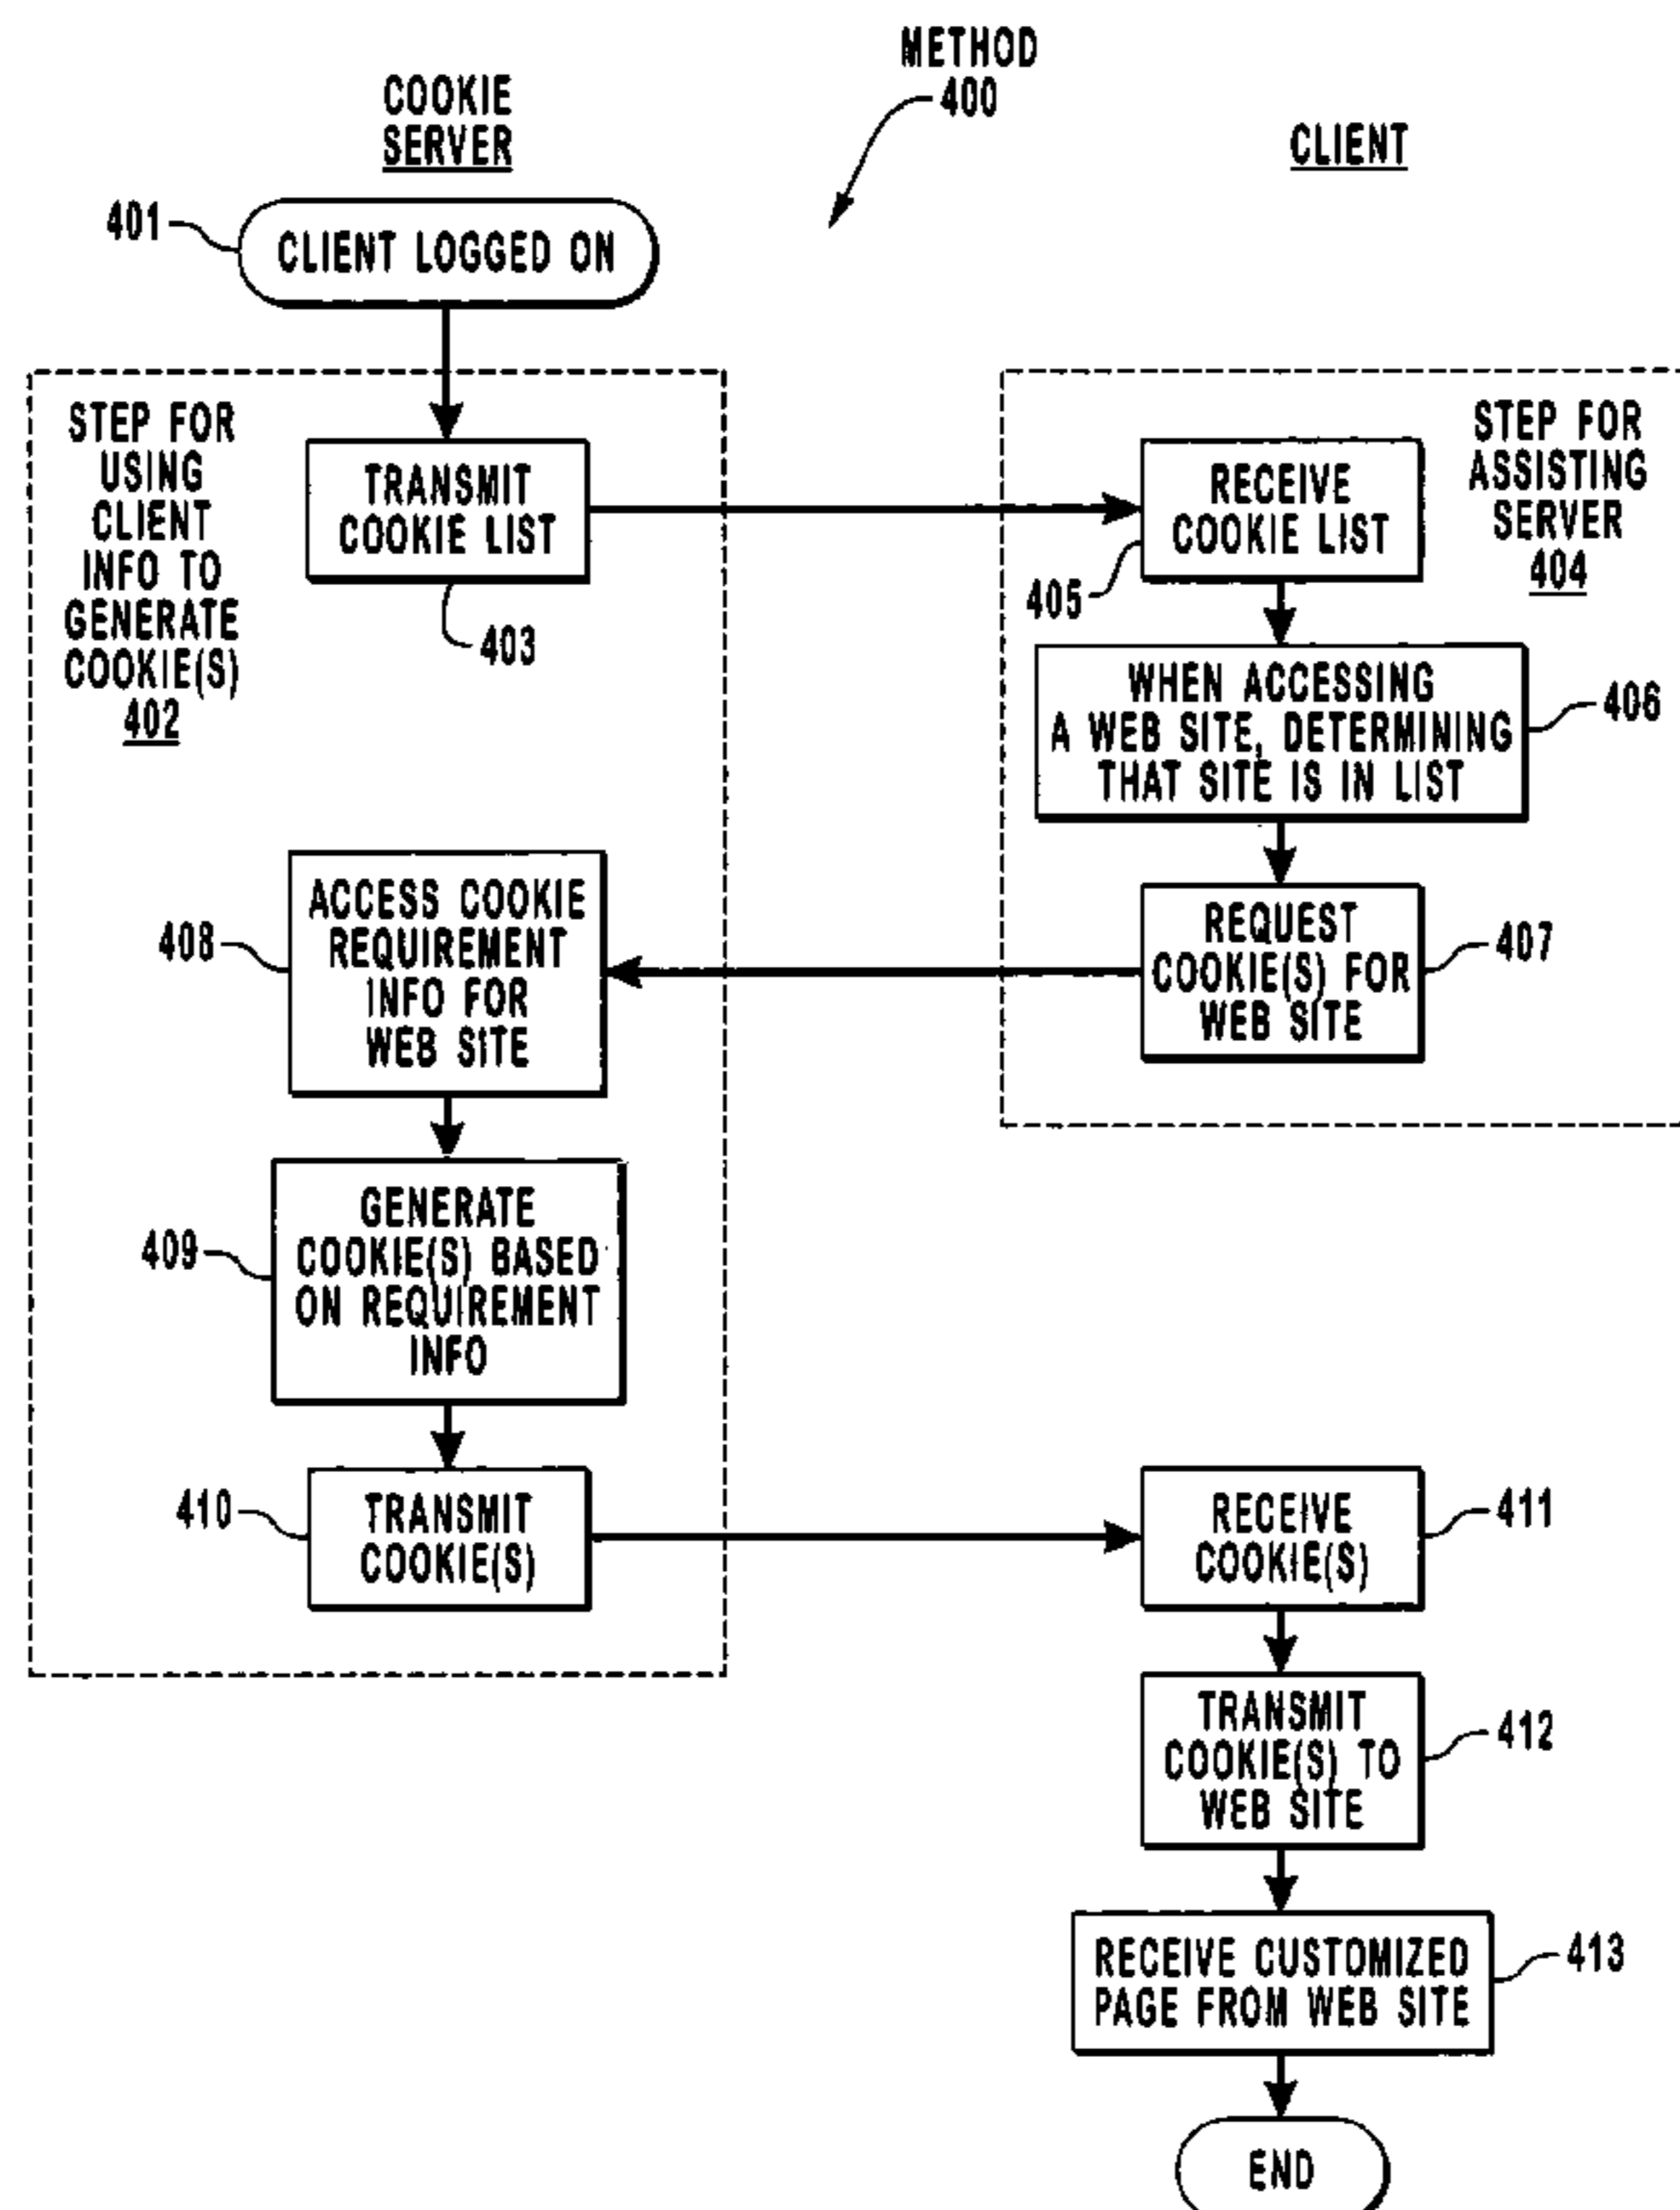 METHOD
400
COOKIE
SERVER
CLIENT
401
CLIENT LOGGED ON
STEP FOR
USING
CLIENT
INFO TO
GENERATE
COOKIE(S)
402
TRANSMIT
COOKIE LIST
403
RECEIVE
COOKIE LIST
405
STEP FOR
ASSISTING
SERVER
404
WHEN ACCESSING
A WEB SITE, DETERMINING
THAT SITE IS IN LIST
406
REQUEST
COOKIE(S) FOR
WEB SITE
407
408
ACCESS COOKIE
REQUIREMENT
INFO FOR
WEB SITE
409
GENERATE
COOKIE(S) BASED
ON REQUIREMENT
INFO
410
TRANSMIT
COOKIE(S)
RECEIVE
COOKIE(S)
411
TRANSMIT
COOKIE(S) TO
WEB SITE
412
RECEIVE CUSTOMIZED
PAGE FROM WEB SITE
413
END